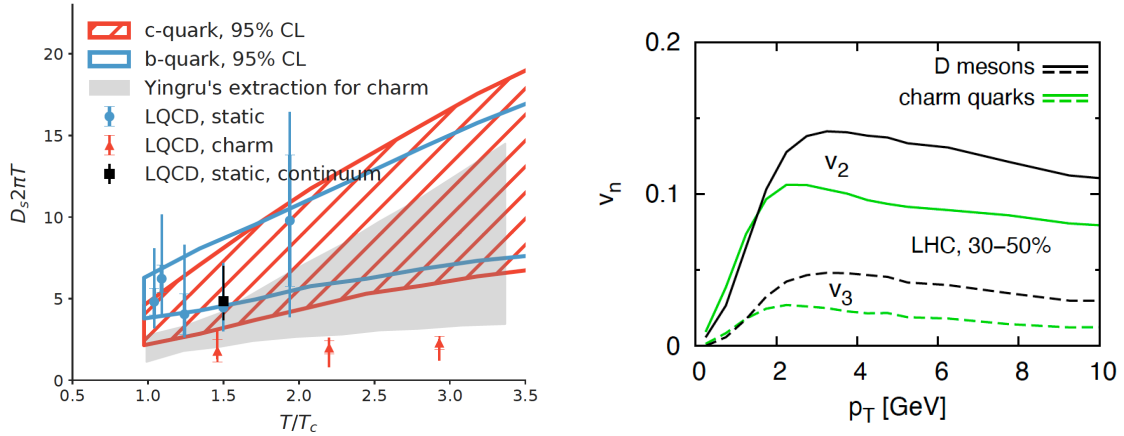 c-quark, 95% CL
b-quark, 95% CL
Yingru's extraction for charm
LQCD, static
LQCD, charm
LQCD, static, continuum
20
15
10
5
0
D_s2πT
0.5 1.0 1.5 2.0 2.5 3.0 3.5
T/T_c
0.2
0.1
0
v_n
D mesons
charm quarks
v_2
LHC, 30–50%
v_3
0 2 4 6 8 10
p_T [GeV]